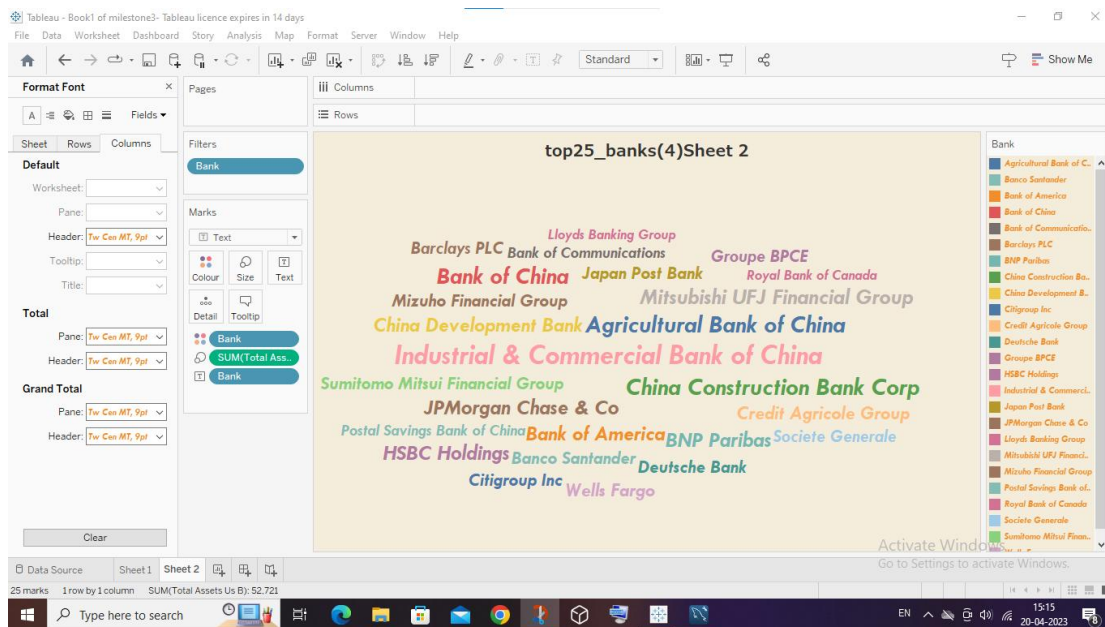 Tableau - Book1 of milestone3- Tableau licence expires in 14 days
File Data Worksheet Dashboard Story Analysis Map Format Server Window Help
Standard
Show Me
Format Font
Fields
Sheet Rows Columns
Default
Worksheet:
Pane:
Header: Tw Cen MT, 9pt
Tooltip:
Title:
Total
Pane: Tw Cen MT, 9pt
Header: Tw Cen MT, 9pt
Grand Total
Pane: Tw Cen MT, 9pt
Header: Tw Cen MT, 9pt
Clear
Pages
Filters
Bank
Marks
Text
Colour Size Text
Detail Tooltip
Bank
SUM(Total Ass..
Bank
Columns
Rows
top25_banks(4)Sheet 2
Lloyds Banking Group
Barclays PLC Bank of Communications Groupe BPCE
Bank of China Japan Post Bank Royal Bank of Canada
Mizuho Financial Group Mitsubishi UFJ Financial Group
China Development Bank Agricultural Bank of China
Industrial & Commercial Bank of China
Sumitomo Mitsui Financial Group China Construction Bank Corp
JPMorgan Chase & Co Credit Agricole Group
Postal Savings Bank of China Bank of America BNP Paribas Societe Generale
HSBC Holdings Banco Santander Deutsche Bank
Citigroup Inc Wells Fargo
Bank
Agricultural Bank of C..
Banco Santander
Bank of America
Bank of China
Bank of Communicatio..
Barclays PLC
BNP Paribas
China Construction Ba..
China Development B..
Citigroup Inc
Credit Agricole Group
Deutsche Bank
Groupe BPCE
HSBC Holdings
Industrial & Commerci..
Japan Post Bank
JPMorgan Chase & Co
Lloyds Banking Group
Mitsubishi UFJ Financi..
Mizuho Financial Group
Postal Savings Bank of..
Royal Bank of Canada
Societe Generale
Sumitomo Mitsui Finan..
Activate Windows
Go to Settings to activate Windows.
Data Source Sheet 1 Sheet 2
25 marks 1 row by 1 column SUM(Total Assets Us B): 52.721
Type here to search
EN
15:15
20-04-2023
8